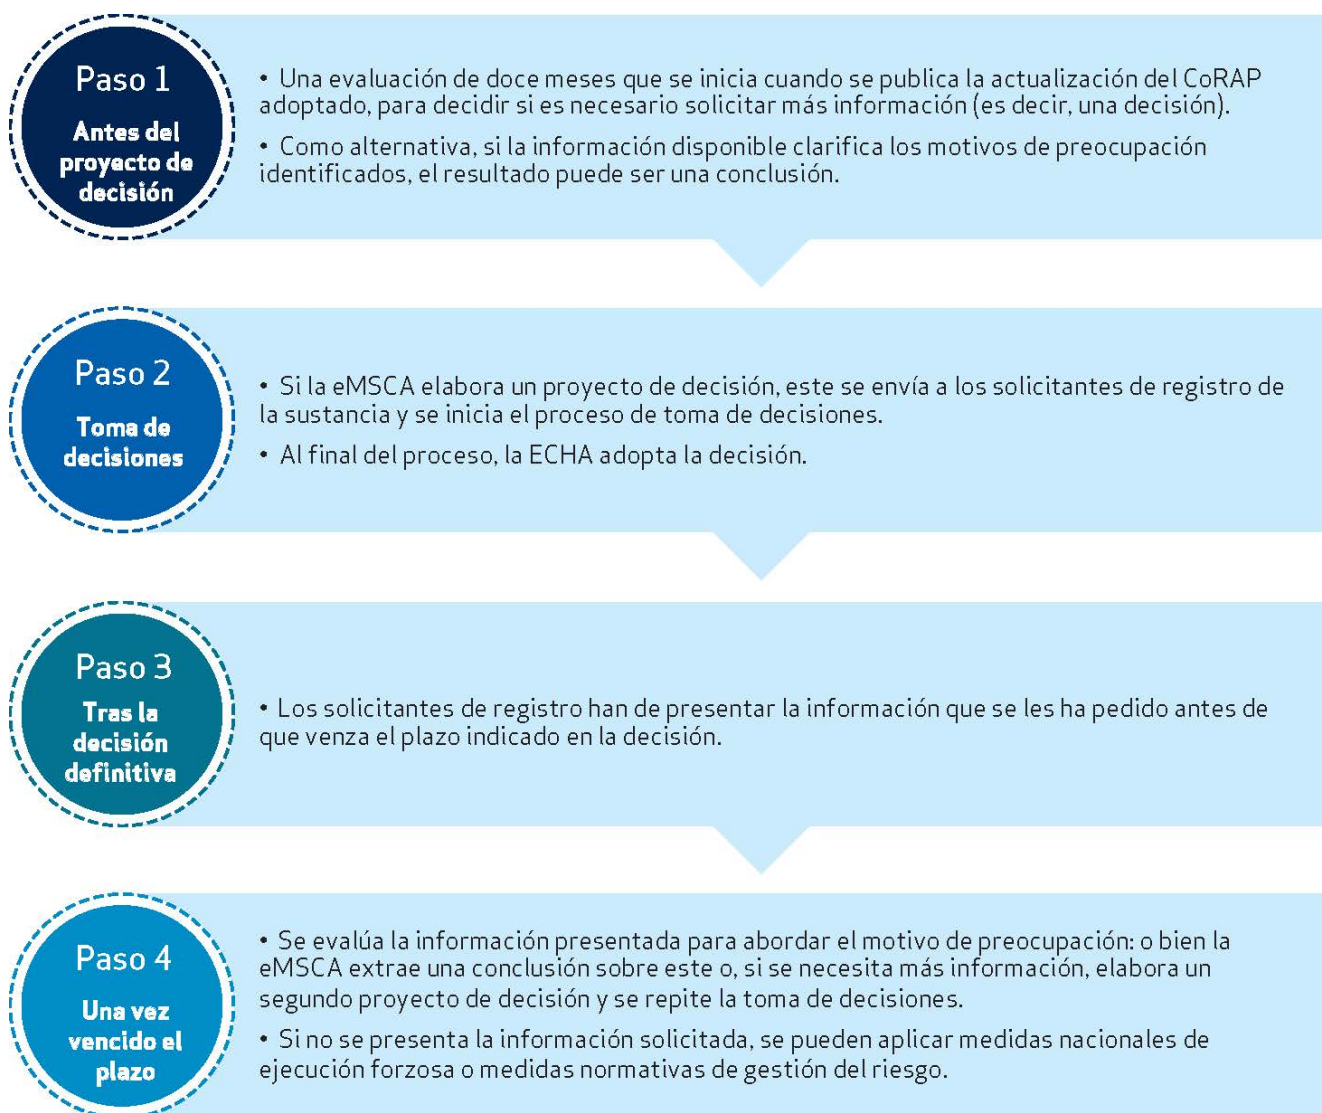 Paso 1
Antes del
proyecto de
decisión
• Una evaluación de doce meses que se inicia cuando se publica la actualización del CoRAP
adoptado, para decidir si es necesario solicitar más información (es decir, una decisión).
• Como alternativa, si la información disponible clarifica los motivos de preocupación
identificados, el resultado puede ser una conclusión.
Paso 2
Toma de
decisiones
• Si la eMSCA elabora un proyecto de decisión, este se envía a los solicitantes de registro de
la sustancia y se inicia el proceso de toma de decisiones.
• Al final del proceso, la ECHA adopta la decisión.
Paso 3
Tras la
decisión
definitiva
• Los solicitantes de registro han de presentar la información que se les ha pedido antes de
que venza el plazo indicado en la decisión.
Paso 4
Una vez
vencido el
plazo
• Se evalúa la información presentada para abordar el motivo de preocupación: o bien la
eMSCA extrae una conclusión sobre este o, si se necesita más información, elabora un
segundo proyecto de decisión y se repite la toma de decisiones.
• Si no se presenta la información solicitada, se pueden aplicar medidas nacionales de
ejecución forzosa o medidas normativas de gestión del riesgo.